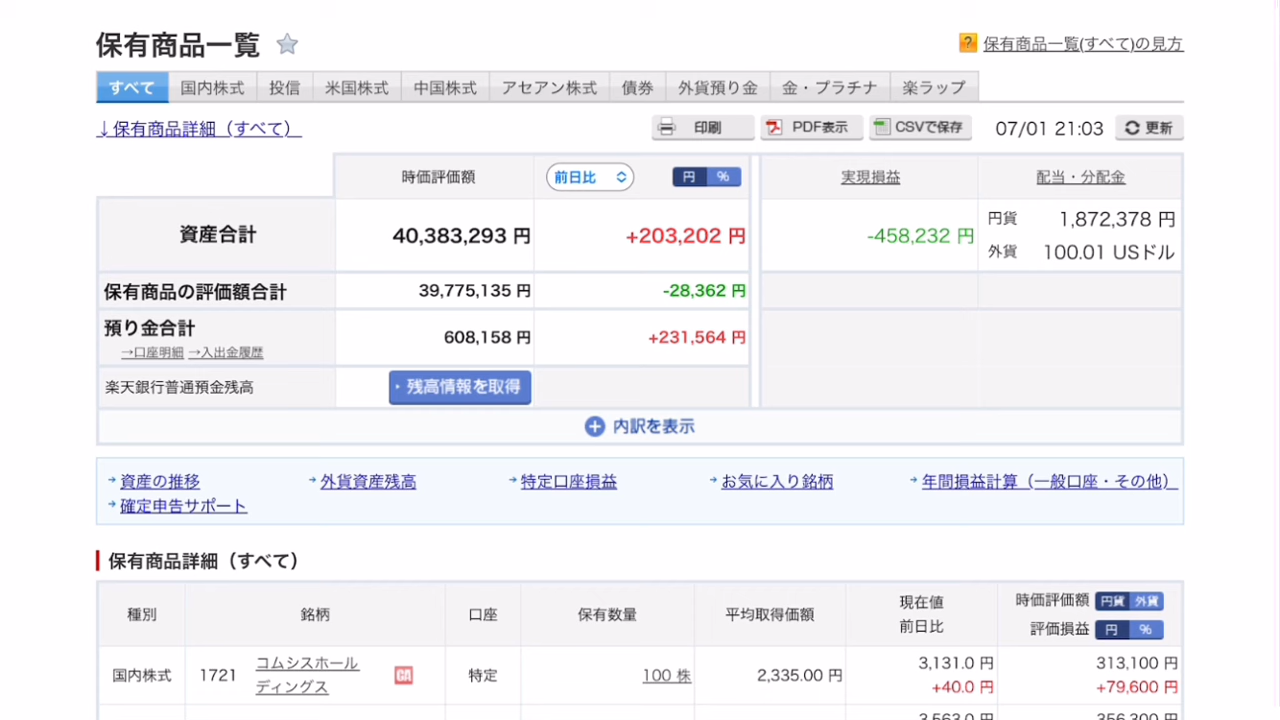 保有商品一覧
保有商品一覧(すべて)の見方
すべて 国内株式 投信 米国株式 中国株式 アセアン株式 債券 外貨預り金 金・プラチナ 楽ラップ
↓保有商品詳細（すべて） 印刷 PDF表示 CSVで保存 07/01 21:03 更新
時価評価額 前日比 円 % 実現損益 配当・分配金
資産合計 40,383,293 円 +203,202 円 -458,232 円 円貨 1,872,378 円
外貨 100.01 USドル
保有商品の評価額合計 39,775,135 円 -28,362 円
預り金合計 608,158 円 +231,564 円
→口座明細 →入出金履歴
楽天銀行普通預金残高 残高情報を取得
内訳を表示
資産の推移 外貨資産残高 特定口座損益 お気に入り銘柄 年間損益計算（一般口座・その他）
確定申告サポート
保有商品詳細（すべて）
種別 銘柄 口座 保有数量 平均取得価額 現在値 時価評価額 円貨 外貨
前日比 評価損益 円 %
国内株式 1721 コムシスホール 特定 100 株 2,335.00 円 3,131.0 円 313,100 円
ディングス +40.0 円 +79,600 円
3,563.0 円 356,300 円